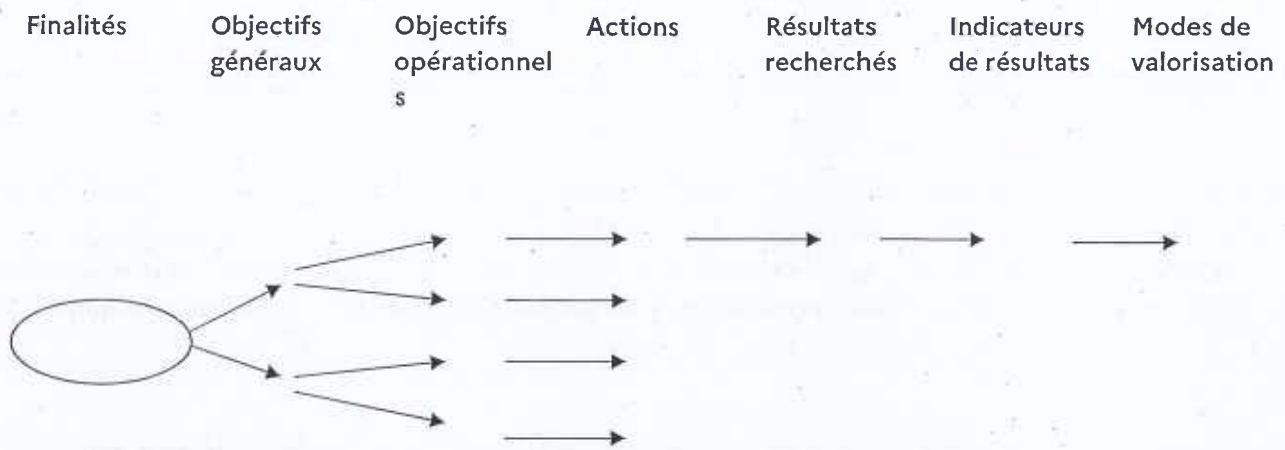 Finalités
Objectifs
généraux
Objectifs
opérationnel
s
Actions
Résultats
recherchés
Indicateurs
de résultats
Modes de
valorisation